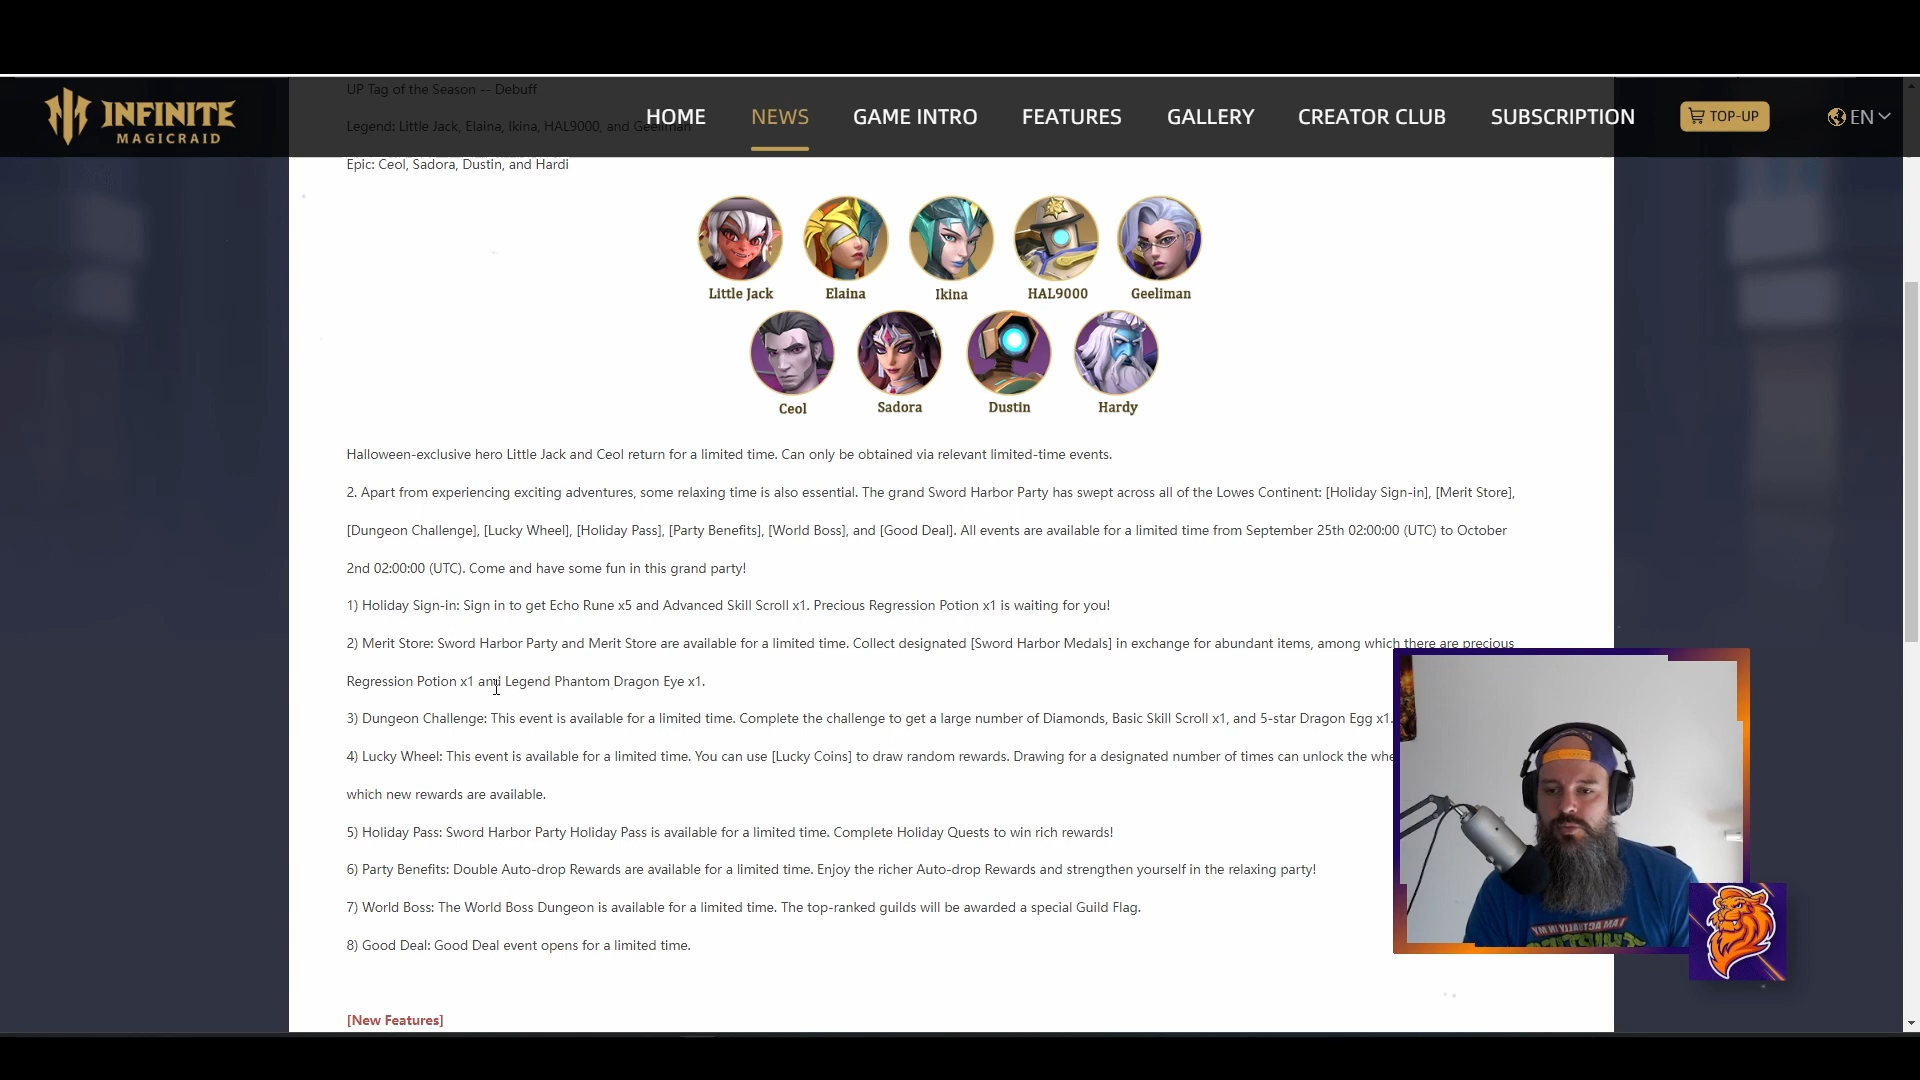 UP Tag of the Season -- Debuff
INFINITE
MAGICRAID
HOME
NEWS
GAME INTRO
FEATURES
GALLERY
CREATOR CLUB
SUBSCRIPTION
TOP-UP
EN
Legend: Little Jack, Elaina, Ikina, HAL9000, and Geeliman
Epic: Ceol, Sadora, Dustin, and Hardi
Little Jack
Elaina
Ikina
HAL9000
Geeliman
Ceol
Sadora
Dustin
Hardy
Halloween-exclusive hero Little Jack and Ceol return for a limited time. Can only be obtained via relevant limited-time events.
2. Apart from experiencing exciting adventures, some relaxing time is also essential. The grand Sword Harbor Party has swept across all of the Lowes Continent: [Holiday Sign-in], [Merit Store],
[Dungeon Challenge], [Lucky Wheel], [Holiday Pass], [Party Benefits], [World Boss], and [Good Deal]. All events are available for a limited time from September 25th 02:00:00 (UTC) to October
2nd 02:00:00 (UTC). Come and have some fun in this grand party!
1) Holiday Sign-in: Sign in to get Echo Rune x5 and Advanced Skill Scroll x1. Precious Regression Potion x1 is waiting for you!
2) Merit Store: Sword Harbor Party and Merit Store are available for a limited time. Collect designated [Sword Harbor Medals] in exchange for abundant items, among which there are precious
Regression Potion x1 and Legend Phantom Dragon Eye x1.
3) Dungeon Challenge: This event is available for a limited time. Complete the challenge to get a large number of Diamonds, Basic Skill Scroll x1, and 5-star Dragon Egg x1.
4) Lucky Wheel: This event is available for a limited time. You can use [Lucky Coins] to draw random rewards. Drawing for a designated number of times can unlock the
which new rewards are available.
5) Holiday Pass: Sword Harbor Party Holiday Pass is available for a limited time. Complete Holiday Quests to win rich rewards!
6) Party Benefits: Double Auto-drop Rewards are available for a limited time. Enjoy the richer Auto-drop Rewards and strengthen yourself in the relaxing party!
7) World Boss: The World Boss Dungeon is available for a limited time. The top-ranked guilds will be awarded a special Guild Flag.
8) Good Deal: Good Deal event opens for a limited time.
[New Features]